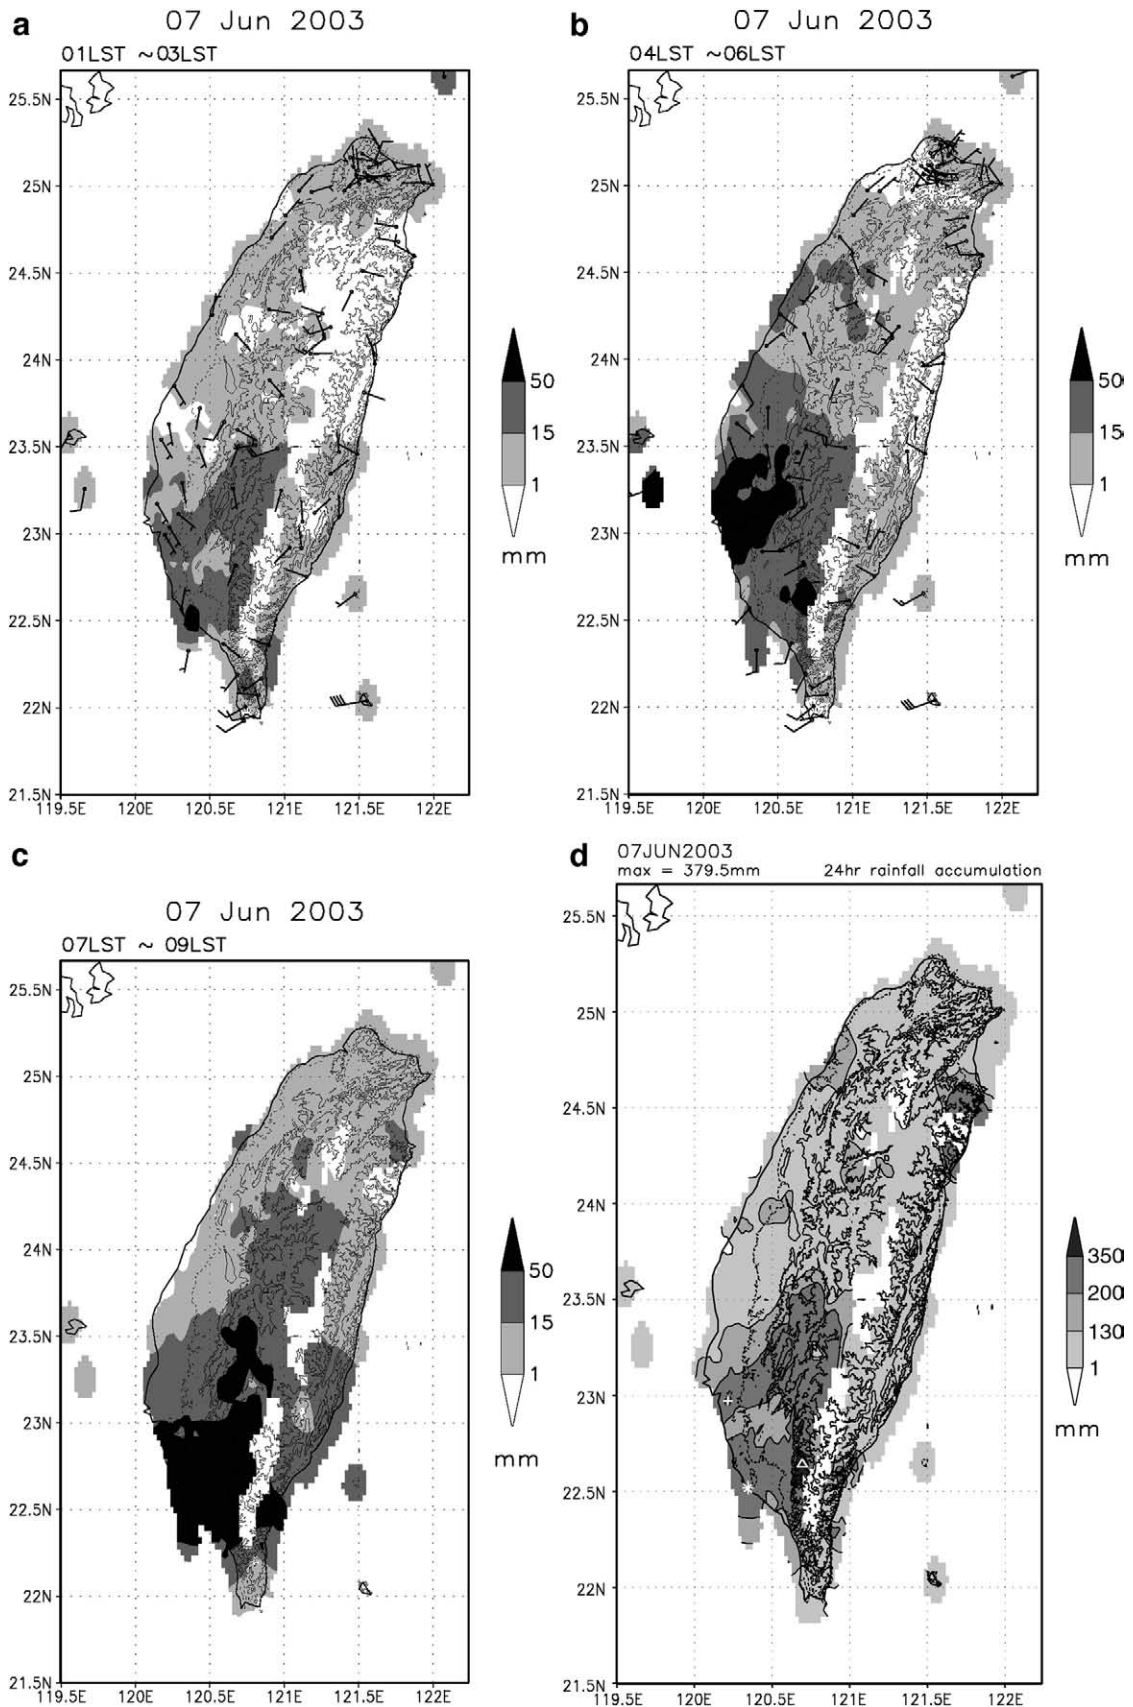 a
07 Jun 2003
01LST ~03LST
25.5N
25N
24.5N
24N
23.5N
23N
22.5N
22N
21.5N
119.5E 120E 120.5E 121E 121.5E 122E
50
15
1
mm
b
07 Jun 2003
04LST ~06LST
25.5N
25N
24.5N
24N
23.5N
23N
22.5N
22N
21.5N
119.5E 120E 120.5E 121E 121.5E 122E
50
15
1
mm
c
07 Jun 2003
07LST ~ 09LST
25.5N
25N
24.5N
24N
23.5N
23N
22.5N
22N
21.5N
119.5E 120E 120.5E 121E 121.5E 122E
50
15
1
mm
d
07JUN2003
max = 379.5mm 24hr rainfall accumulation
25.5N
25N
24.5N
24N
23.5N
23N
22.5N
22N
21.5N
120E 120.5E 121E 121.5E 122E
350
200
130
1
mm